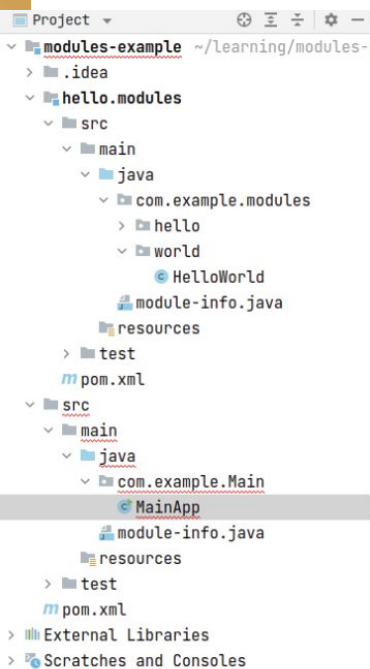 Project
modules-example ~/learning/modules-
.idea
hello.modules
src
main
java
com.example.modules
hello
world
HelloWorld
module-info.java
resources
test
pom.xml
src
main
java
com.example.Main
MainApp
module-info.java
resources
test
pom.xml
External Libraries
Scratches and Consoles